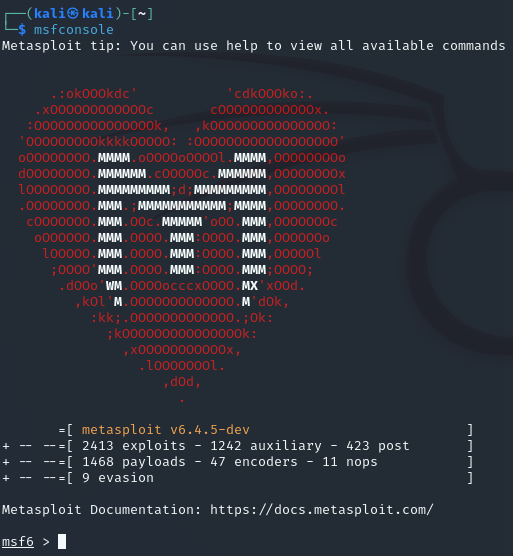 ┌──(kali㉿kali)-[~]
└─$ msfconsole
Metasploit tip: You can use help to view all available commands
      .:okOOOkdc'           'cdkOOOko:.
    .xOOOOOOOOOOOOc       cOOOOOOOOOOOOx.
   :OOOOOOOOOOOOOOOk,   ,kOOOOOOOOOOOOOOO:
  'OOOOOOOOOkkkkOOOOO: :OOOOOOOOOOOOOOOOOO'
  oOOOOOOOO.MMMM.oOOOOoOOOOl.MMMM,OOOOOOOOo
  dOOOOOOOO.MMMMMM.cOOOOOc.MMMMMM,OOOOOOOOx
  lOOOOOOOO.MMMMMMMMM;d;MMMMMMMMM,OOOOOOOOl
  .OOOOOOOO.MMM.;MMMMMMMMMMM;MMMM,OOOOOOOO.
   cOOOOOOO.MMM.OOc.MMMMM'oOO.MMM,OOOOOOOc
    oOOOOOO.MMM.OOOO.MMM:OOOO.MMM,OOOOOOo
     lOOOOO.MMM.OOOO.MMM:OOOO.MMM,OOOOOl
      ;OOOO'MMM.OOOO.MMM:OOOO.MMM;OOOO;
       .dOOo'WM.OOOOocccxOOOO.MX'xOOd.
         ,kOl'M.OOOOOOOOOOOOO.M'dOk,
           :kk;.OOOOOOOOOOOOO.;Ok:
             ;kOOOOOOOOOOOOOOOk:
               ,xOOOOOOOOOOOx,
                 .lOOOOOOOl.
                    ,dOd,
                      .
       =[ metasploit v6.4.5-dev                          ]
+ -- --=[ 2413 exploits - 1242 auxiliary - 423 post       ]
+ -- --=[ 1468 payloads - 47 encoders - 11 nops           ]
+ -- --=[ 9 evasion                                       ]
Metasploit Documentation: https://docs.metasploit.com/
msf6 >